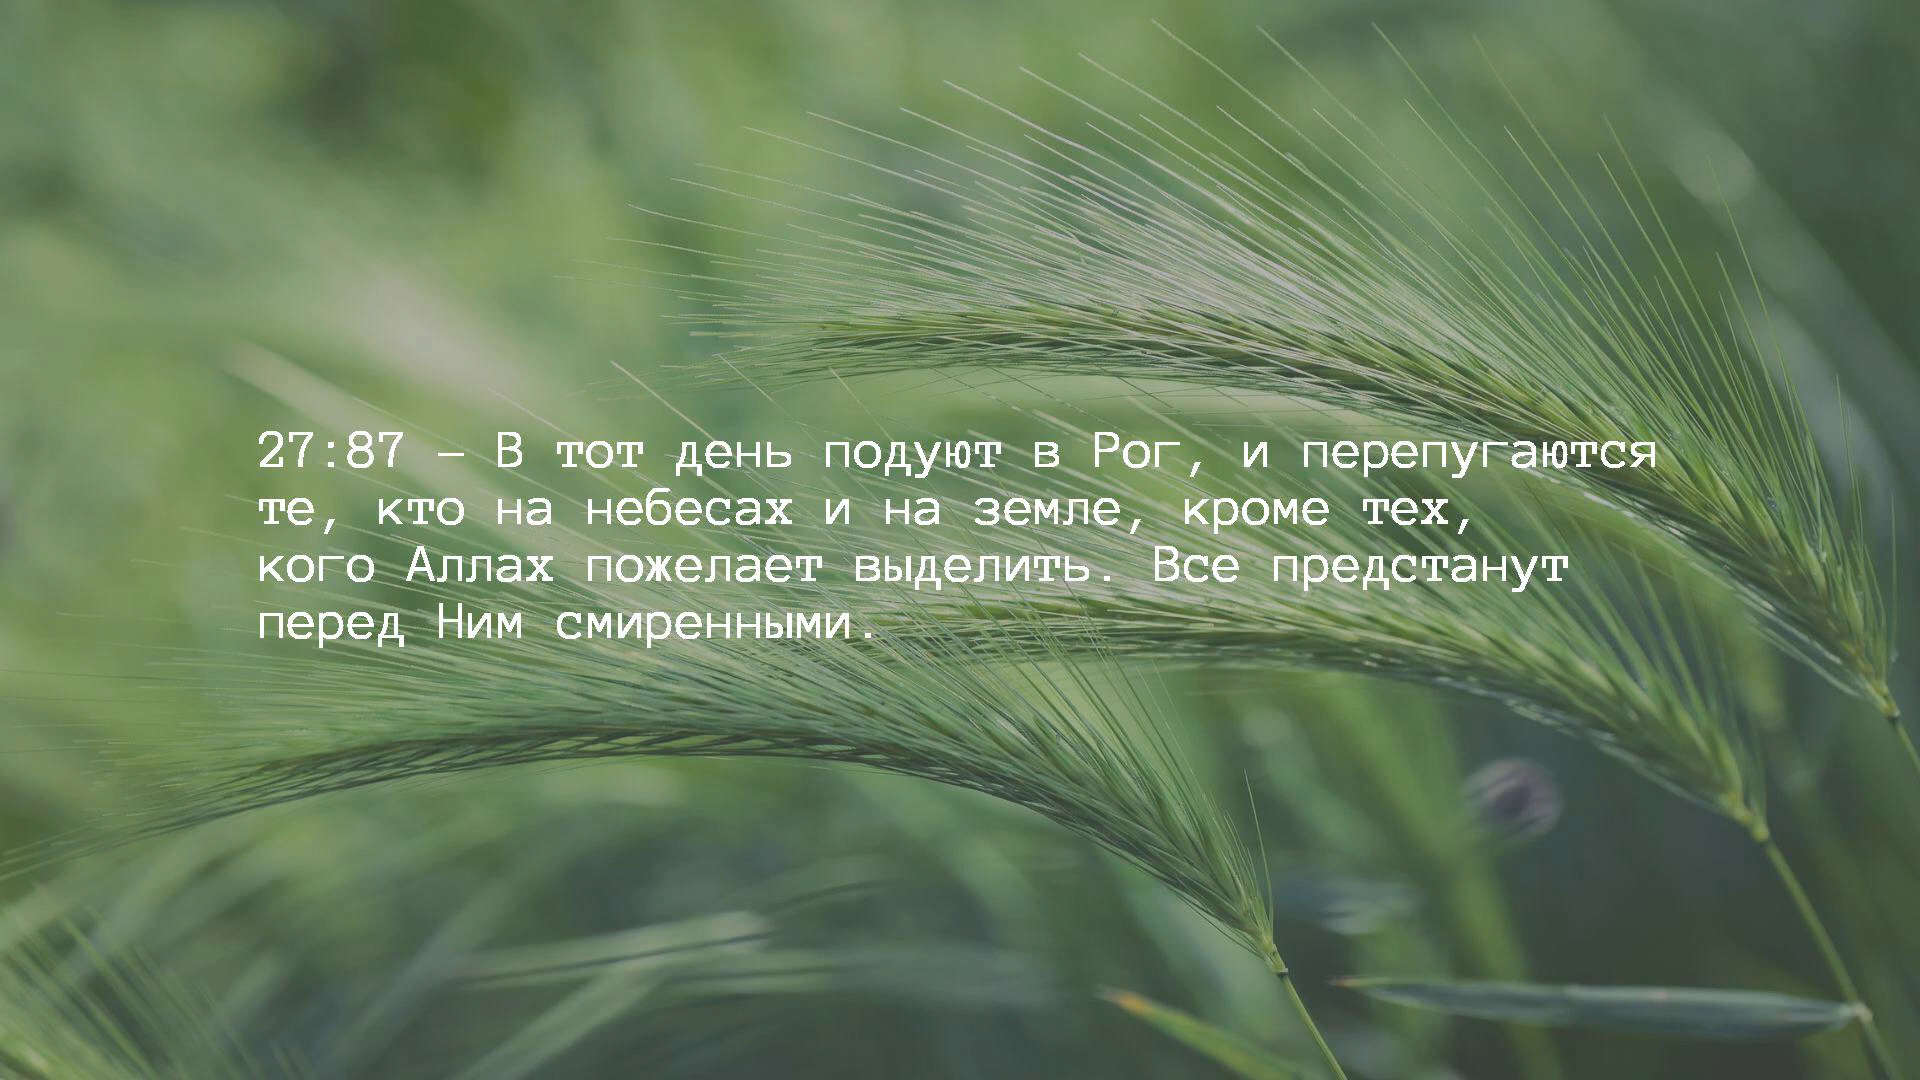 27:87 – В тот день подуют в Рог, и перепугаются
те, кто на небесах и на земле, кроме тех,
кого Аллах пожелает выделить. Все предстанут
перед Ним смиренными.